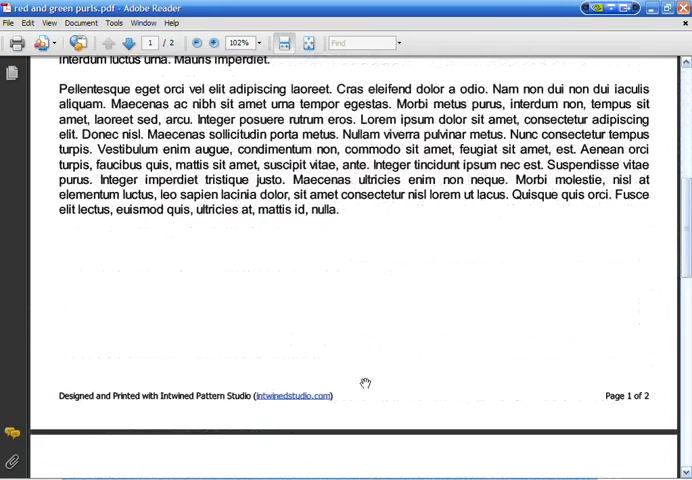 red and green purls.pdf - Adobe Reader
File Edit View Document Tools Window Help
1 / 2 102% Find
interdum luctus urna. Mauris imperdiet.
Pellentesque eget orci vel elit adipiscing laoreet. Cras eleifend dolor a odio. Nam non dui non dui iaculis
aliquam. Maecenas ac nibh sit amet urna tempor egestas. Morbi metus purus, interdum non, tempus sit
amet, laoreet sed, arcu. Integer posuere rutrum eros. Lorem ipsum dolor sit amet, consectetur adipiscing
elit. Donec nisl. Maecenas sollicitudin porta metus. Nullam viverra pulvinar metus. Nunc consectetur tempus
turpis. Vestibulum enim augue, condimentum non, commodo sit amet, feugiat sit amet, est. Aenean orci
turpis, faucibus quis, mattis sit amet, suscipit vitae, ante. Integer tincidunt ipsum nec est. Suspendisse vitae
purus. Integer imperdiet tristique justo. Maecenas ultricies enim non neque. Morbi molestie, nisl at
elementum luctus, leo sapien lacinia dolor, sit amet consectetur nisl lorem ut lacus. Quisque quis orci. Fusce
elit lectus, euismod quis, ultricies at, mattis id, nulla.
Designed and Printed with Intwined Pattern Studio (intwinedstudio.com) Page 1 of 2